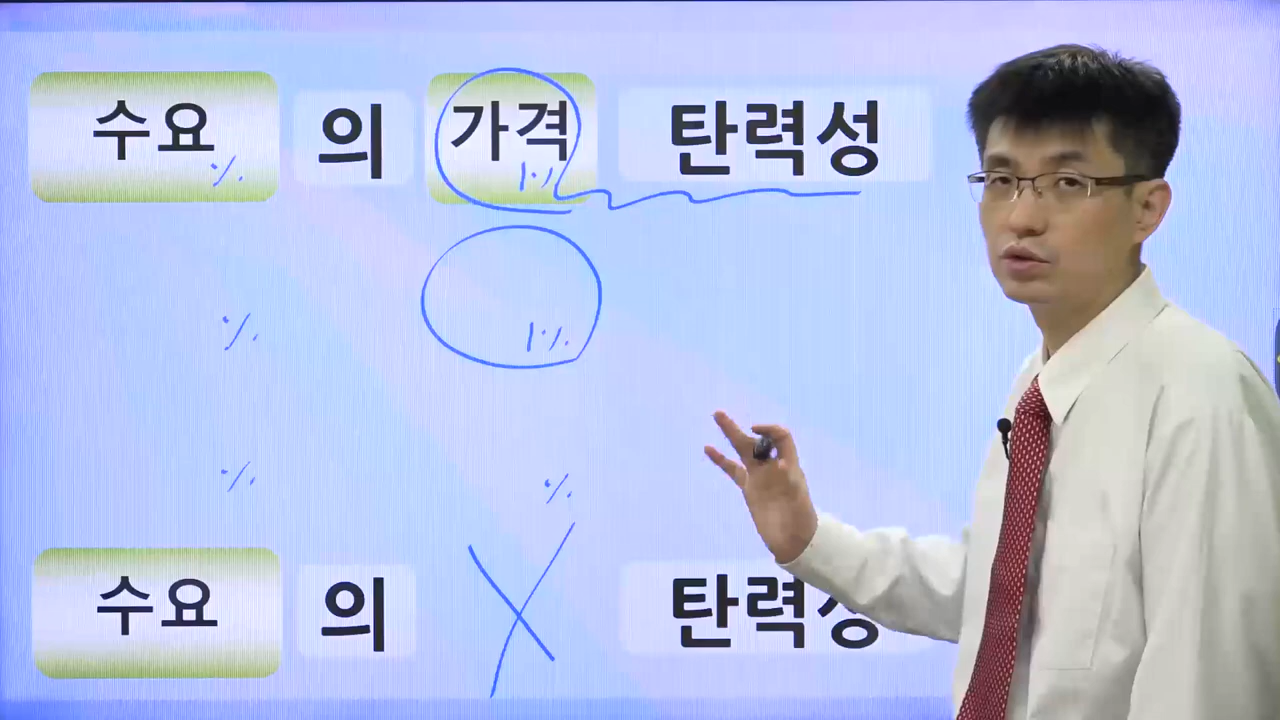 수요 의 가격 탄력성
% 1%
% 1%
% %
수요 의 탄력성